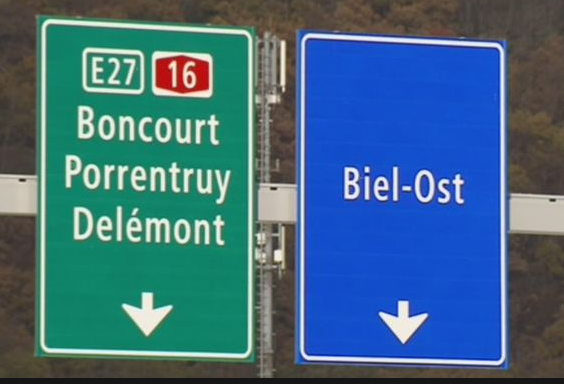 E27 16
Boncourt
Porrentruy
Delémont
Biel-Ost